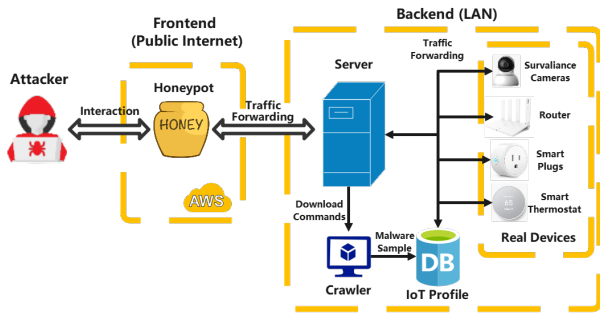 Frontend
(Public Internet)
Backend (LAN)
Attacker
Interaction
Honeypot
HONEY
AWS
Traffic
Forwarding
Server
Traffic
Forwarding
Survaliance
Cameras
Router
Smart
Plugs
Smart
Thermostat
Real Devices
Download
Commands
Malware
Sample
Crawler
DB
IoT Profile